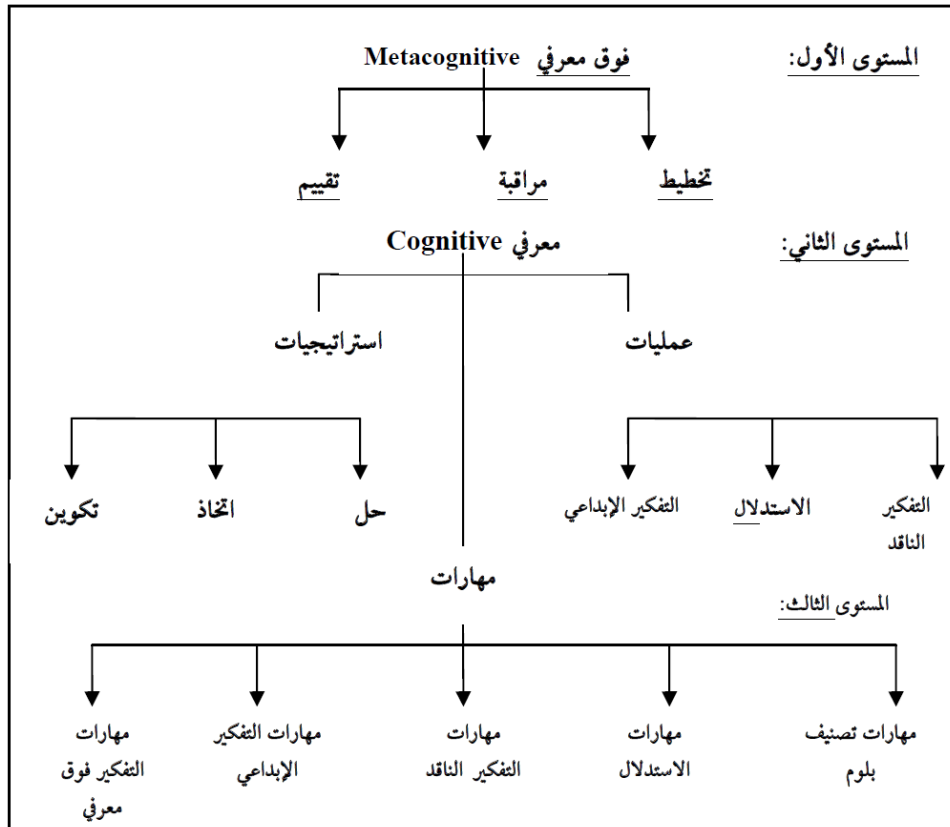 المستوى الأول:
فوق معرفي Metacognitive
تخطيط
مراقبة
تقييم
المستوى الثاني:
معرفي Cognitive
عمليات
استراتيجيات
التفكير
الناقد
الاستدلال
التفكير الإبداعي
حل
اتخاذ
تكوين
مهارات
المستوى الثالث:
مهارات تصنيف
بلوم
مهارات
الاستدلال
مهارات
التفكير الناقد
مهارات التفكير
الإبداعي
مهارات
التفكير فوق
معرفي